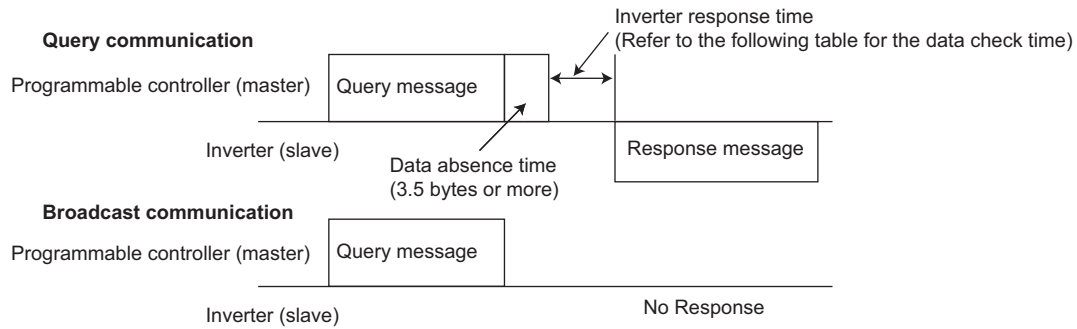 Inverter response time
(Refer to the following table for the data check time)
Query communication
Programmable controller (master)
Query message
Inverter (slave)
Data absence time
(3.5 bytes or more)
Response message
Broadcast communication
Programmable controller (master)
Query message
Inverter (slave)
No Response